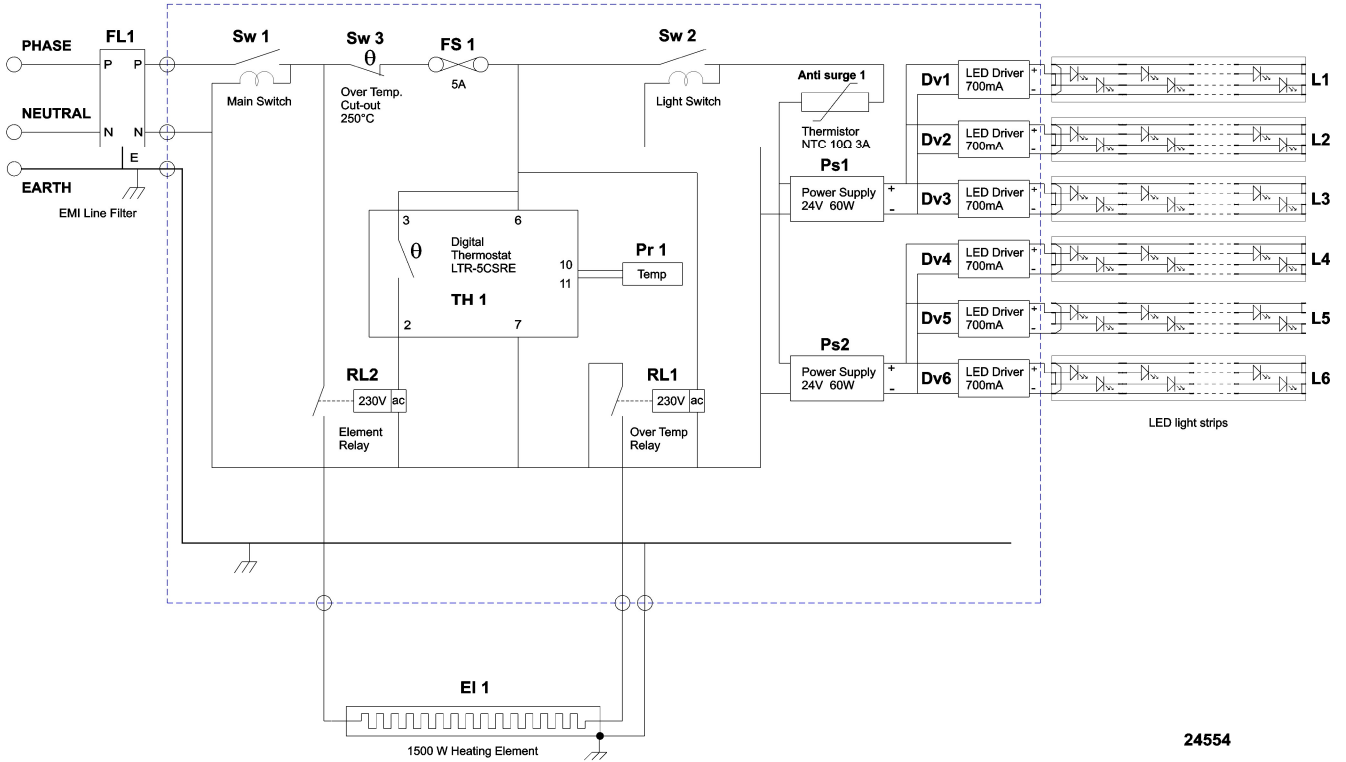 PHASE
FL1
P P
NEUTRAL
N N
E
EARTH
EMI Line Filter
Sw 1
Main Switch
Sw 3
θ
Over Temp.
Cut-out
250°C
FS 1
5A
Sw 2
Light Switch
Anti surge 1
Thermistor
NTC 10Ω 3A
Ps1
Power Supply
24V 60W
+
-
Ps2
Power Supply
24V 60W
+
-
3
6
θ
Digital
Thermostat
LTR-5CSRE
TH 1
10
11
2
7
Pr 1
Temp
RL2
230V ac
Element
Relay
RL1
230V ac
Over Temp
Relay
Dv1
LED Driver
700mA
+
-
L1
Dv2
LED Driver
700mA
+
-
L2
Dv3
LED Driver
700mA
+
-
L3
Dv4
LED Driver
700mA
+
-
L4
Dv5
LED Driver
700mA
+
-
L5
Dv6
LED Driver
700mA
+
-
L6
LED light strips
El 1
1500 W Heating Element
24554